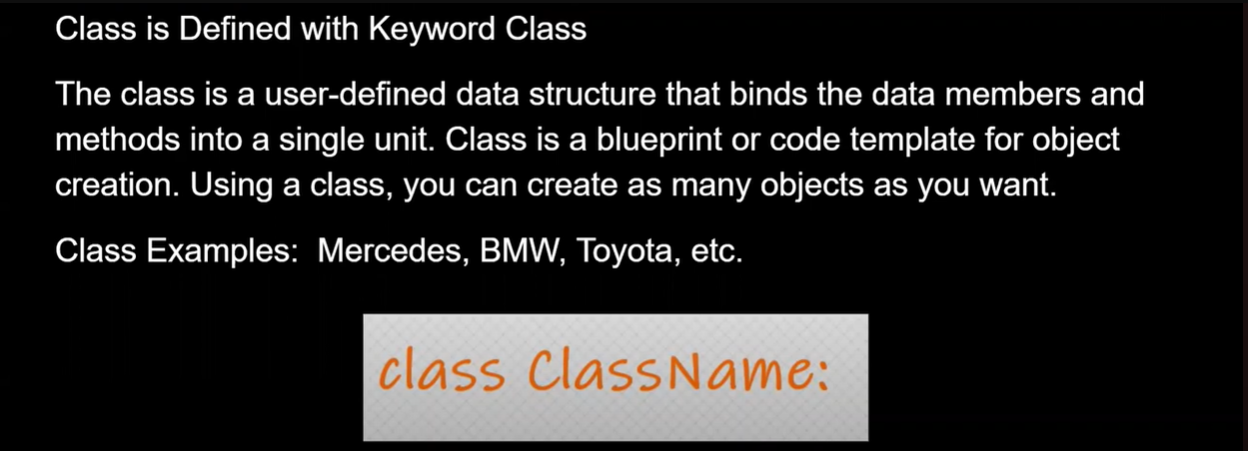 Class is Defined with Keyword Class
The class is a user-defined data structure that binds the data members and
methods into a single unit. Class is a blueprint or code template for object
creation. Using a class, you can create as many objects as you want.
Class Examples:  Mercedes, BMW, Toyota, etc.
class ClassName: